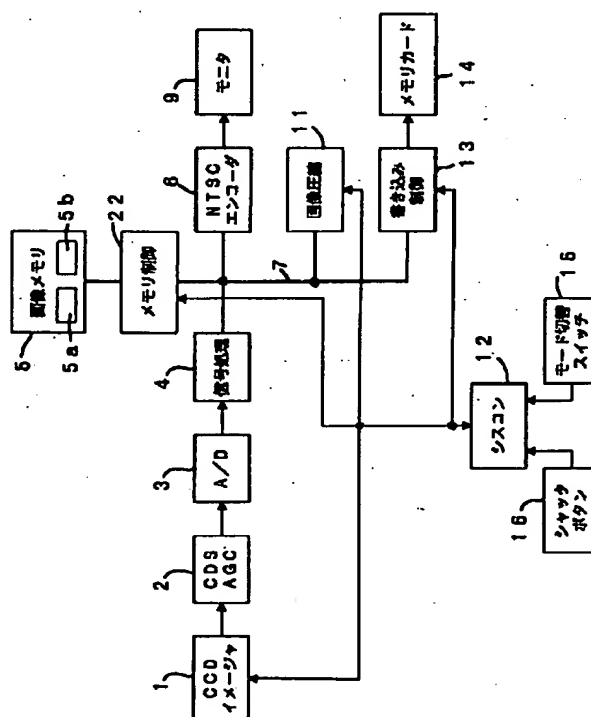 5
画像メモリ
5a
5b
22
メモリ制御
9
モニタ
6
NTSC
エンコーダ
11
画像圧縮
14
メモリカード
13
書き込み
制御
7
4
信号処理
3
A/D
2
CDS
AGC
1
CCD
イメージャ
12
シスコン
16
モード切替
スイッチ
16
シャッタ
ボタン